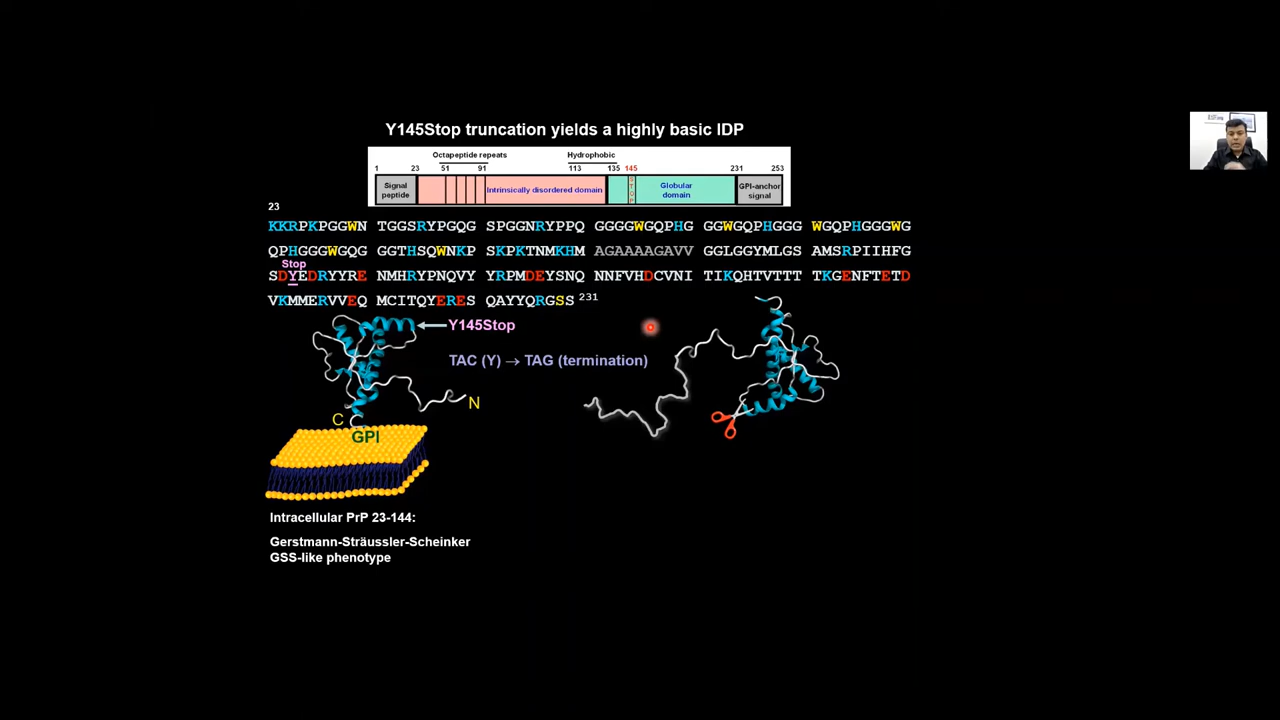 Y145Stop truncation yields a highly basic IDP
Octapeptide repeats Hydrophobic
1 23 51 91 113 135 145 231 253
Signal peptide
Intrinsically disordered domain
STOP
Globular domain
GPI-anchor signal
23
KKRPKPGGWN TGGSRYPGQG SPGGNRYPPQ GGGGWGQPHG GGWGQPHGGG WGQPHGGGWG
QPHGGGWGQG GGTHSQWNKP SKPKTNMKHM AGAAAAGAVV GGLGGYMLGS AMSRPIIHFG
Stop
SDYEDRYYRE NMHRYPNQVY YRPMDEYSNQ NNFVHDCVNI TIKQHTVTTT TKGENFTETD
VKMMERVVEQ MCITQYERES QAYYQRGSS 231
Y145Stop
TAC (Y) → TAG (termination)
N
C
GPI
Intracellular PrP 23-144:
Gerstmann-Sträussler-Scheinker
GSS-like phenotype